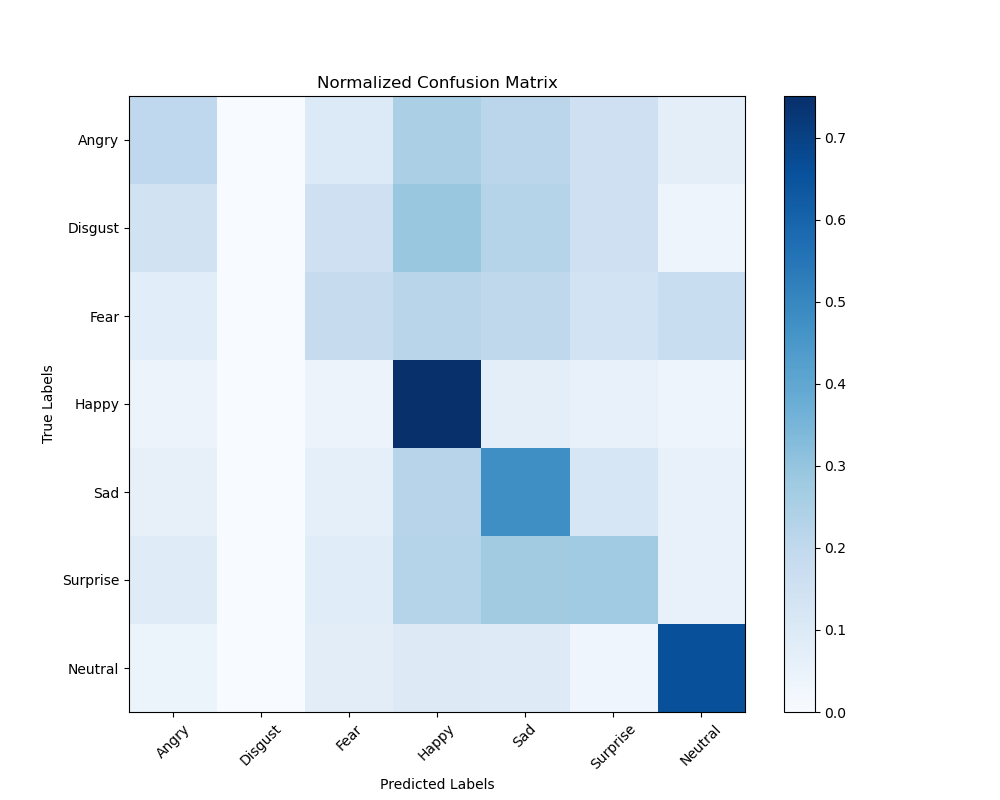 Normalized Confusion Matrix
True Labels
Angry
Disgust
Fear
Happy
Sad
Surprise
Neutral
Angry
Disgust
Fear
Happy
Sad
Surprise
Neutral
Predicted Labels
0.7
0.6
0.5
0.4
0.3
0.2
0.1
0.0